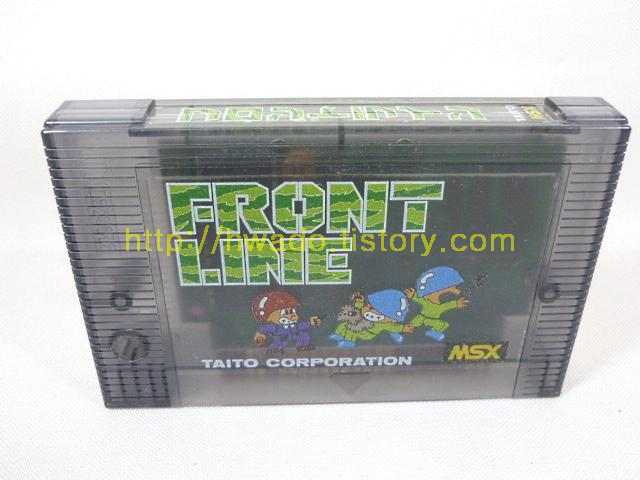 FRONT
http://hwado.tistory.com
LINE
TAITO CORPORATION
MSX